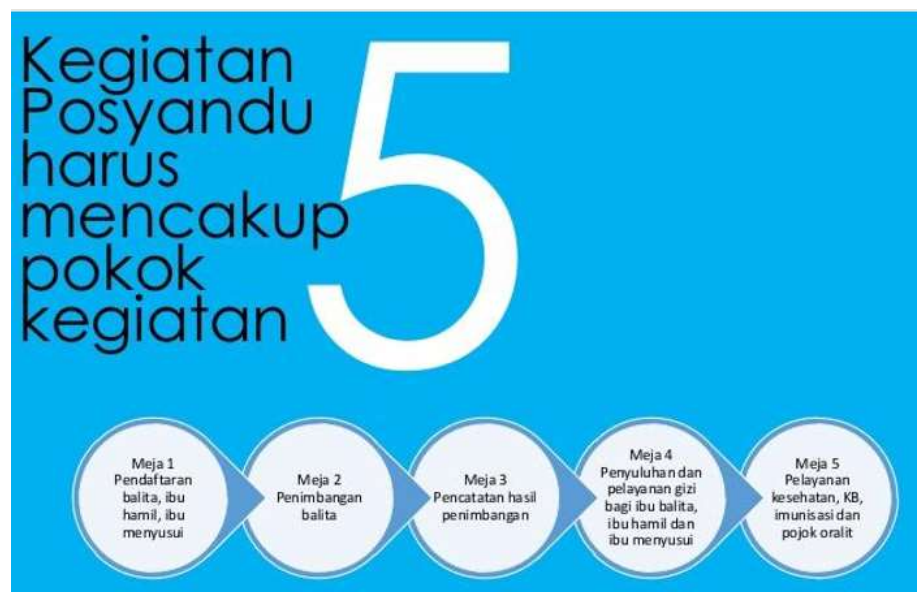 Kegiatan
Posyandu
harus
mencakup
pokok
kegiatan
5
Meja 1
Pendaftaran
balita, ibu
hamil, ibu
menyusui
Meja 2
Penimbangan
balita
Meja 3
Pencatatan hasil
penimbangan
Meja 4
Penyuluhan dan
pelayanan gizi
bagi ibu balita,
ibu hamil dan
ibu menyusui
Meja 5
Pelayanan
kesehatan, KB,
imunisasi dan
pojok oralit